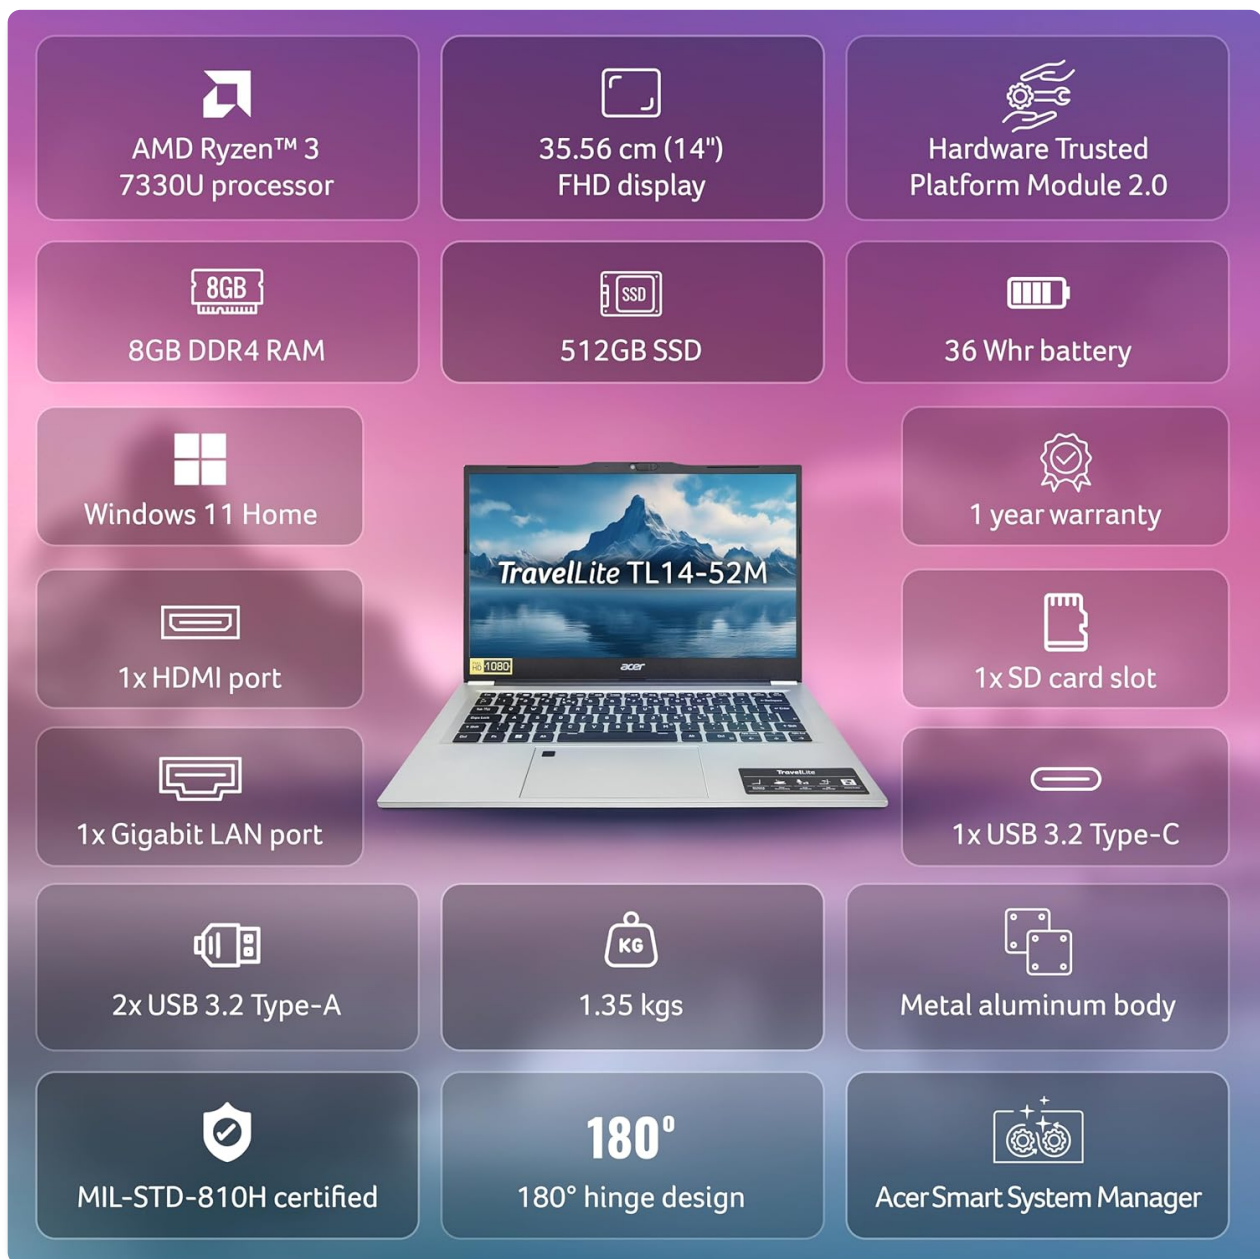 AMD Ryzen™ 3
7330U processor
35.56 cm (14")
FHD display
Hardware Trusted
Platform Module 2.0
8GB
8GB DDR4 RAM
SSD
512GB SSD
36 Whr battery
Windows 11 Home
1 year warranty
TravelLite TL14-52M
1080
acer
1x HDMI port
1x SD card slot
TravelLite
1x Gigabit LAN port
1x USB 3.2 Type-C
2x USB 3.2 Type-A
KG
1.35 kgs
Metal aluminum body
MIL-STD-810H certified
180°
180° hinge design
Acer Smart System Manager